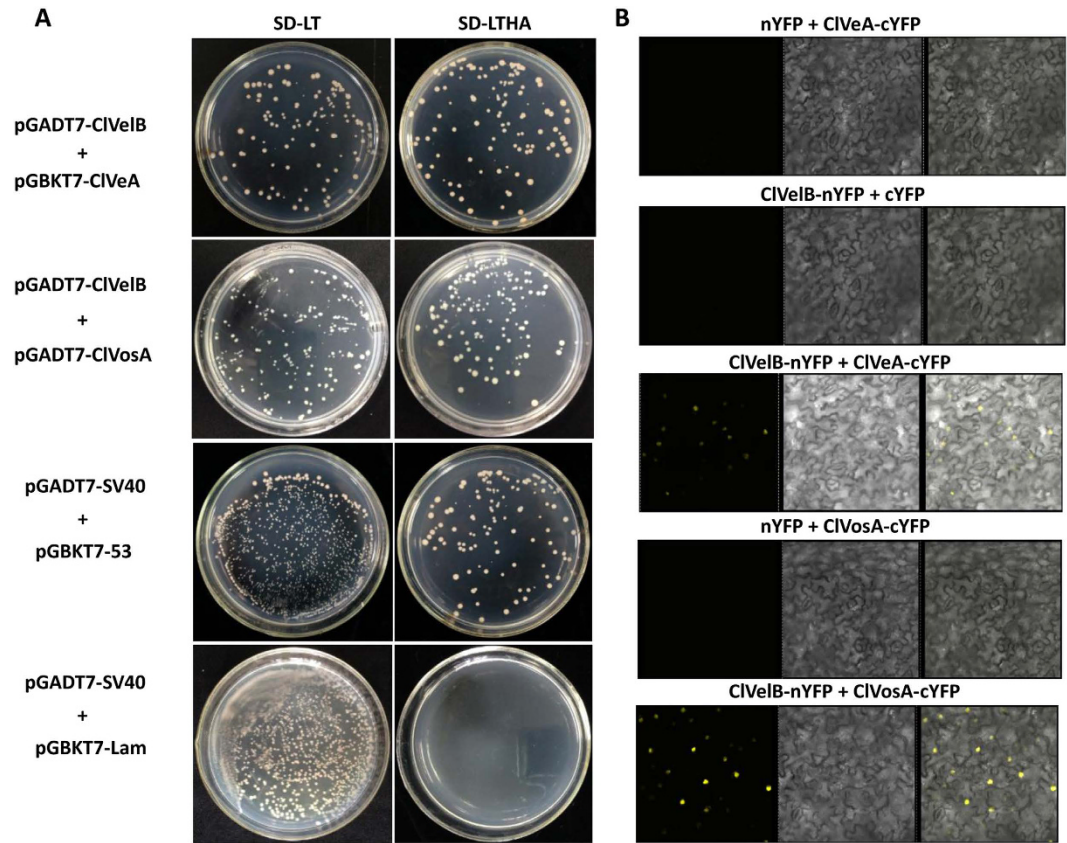 A
SD-LT
SD-LTHA
pGADT7-ClVelB
+
pGBKT7-ClVeA
pGADT7-ClVelB
+
pGADT7-ClVosA
pGADT7-SV40
+
pGBKT7-53
pGADT7-SV40
+
pGBKT7-Lam
B
nYFP + ClVeA-cYFP
ClVelB-nYFP + cYFP
ClVelB-nYFP + ClVeA-cYFP
nYFP + ClVosA-cYFP
ClVelB-nYFP + ClVosA-cYFP